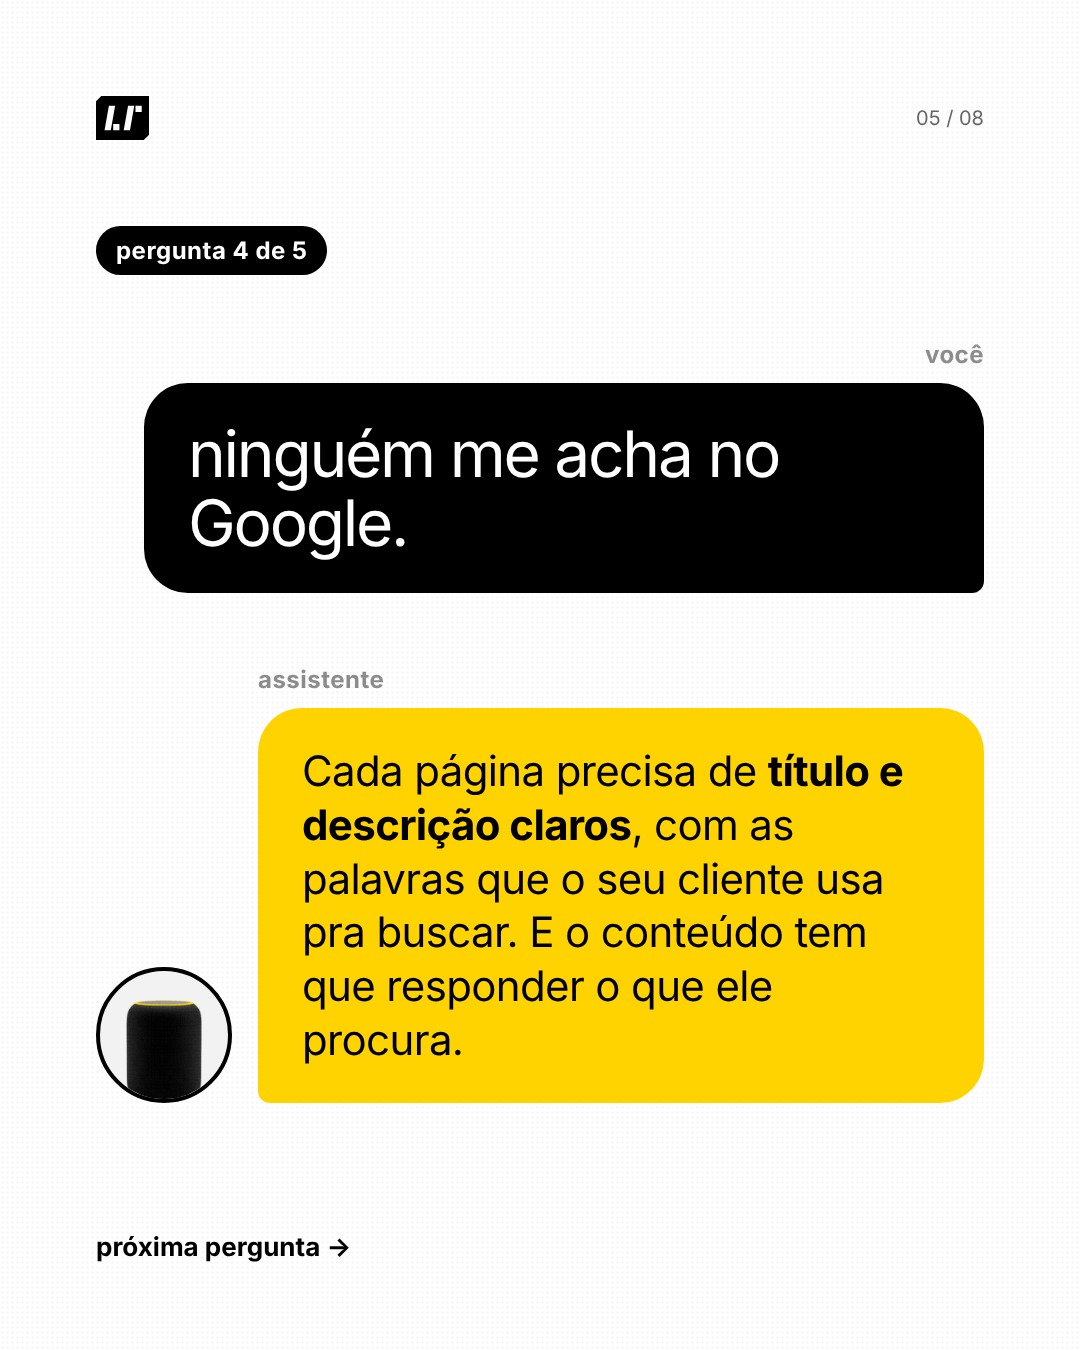 05 / 08
pergunta 4 de 5
você
ninguém me acha no
Google.
assistente
Cada página precisa de título e
descrição claros, com as
palavras que o seu cliente usa
pra buscar. E o conteúdo tem
que responder o que ele
procura.
próxima pergunta →